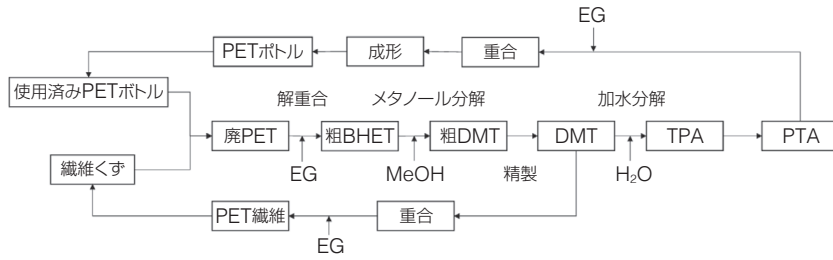 EG
PETボトル
成形
重合
使用済みPETボトル
解重合
メタノール分解
加水分解
廃PET
粗BHET
粗DMT
DMT
TPA
PTA
繊維くず
EG
MeOH
精製
H₂O
PET繊維
重合
EG